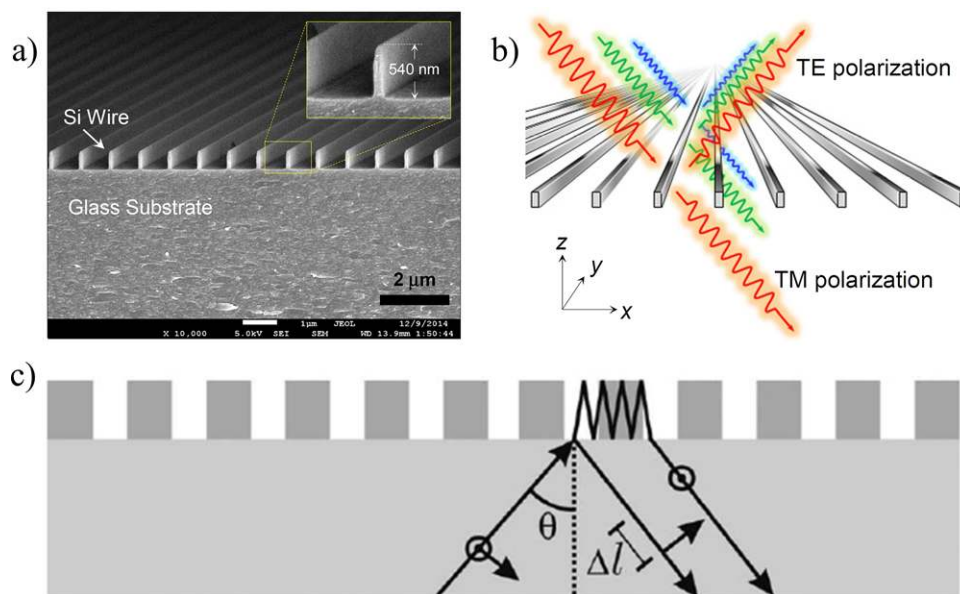 a)
540 nm
Si Wire
Glass Substrate
2 μm
X 10,000 1μm JEOL 12/9/2014
5.0kV SEI SEM WD 13.9mm 1:50:44
b)
TE polarization
z
y
x
TM polarization
c)
θ
Δl